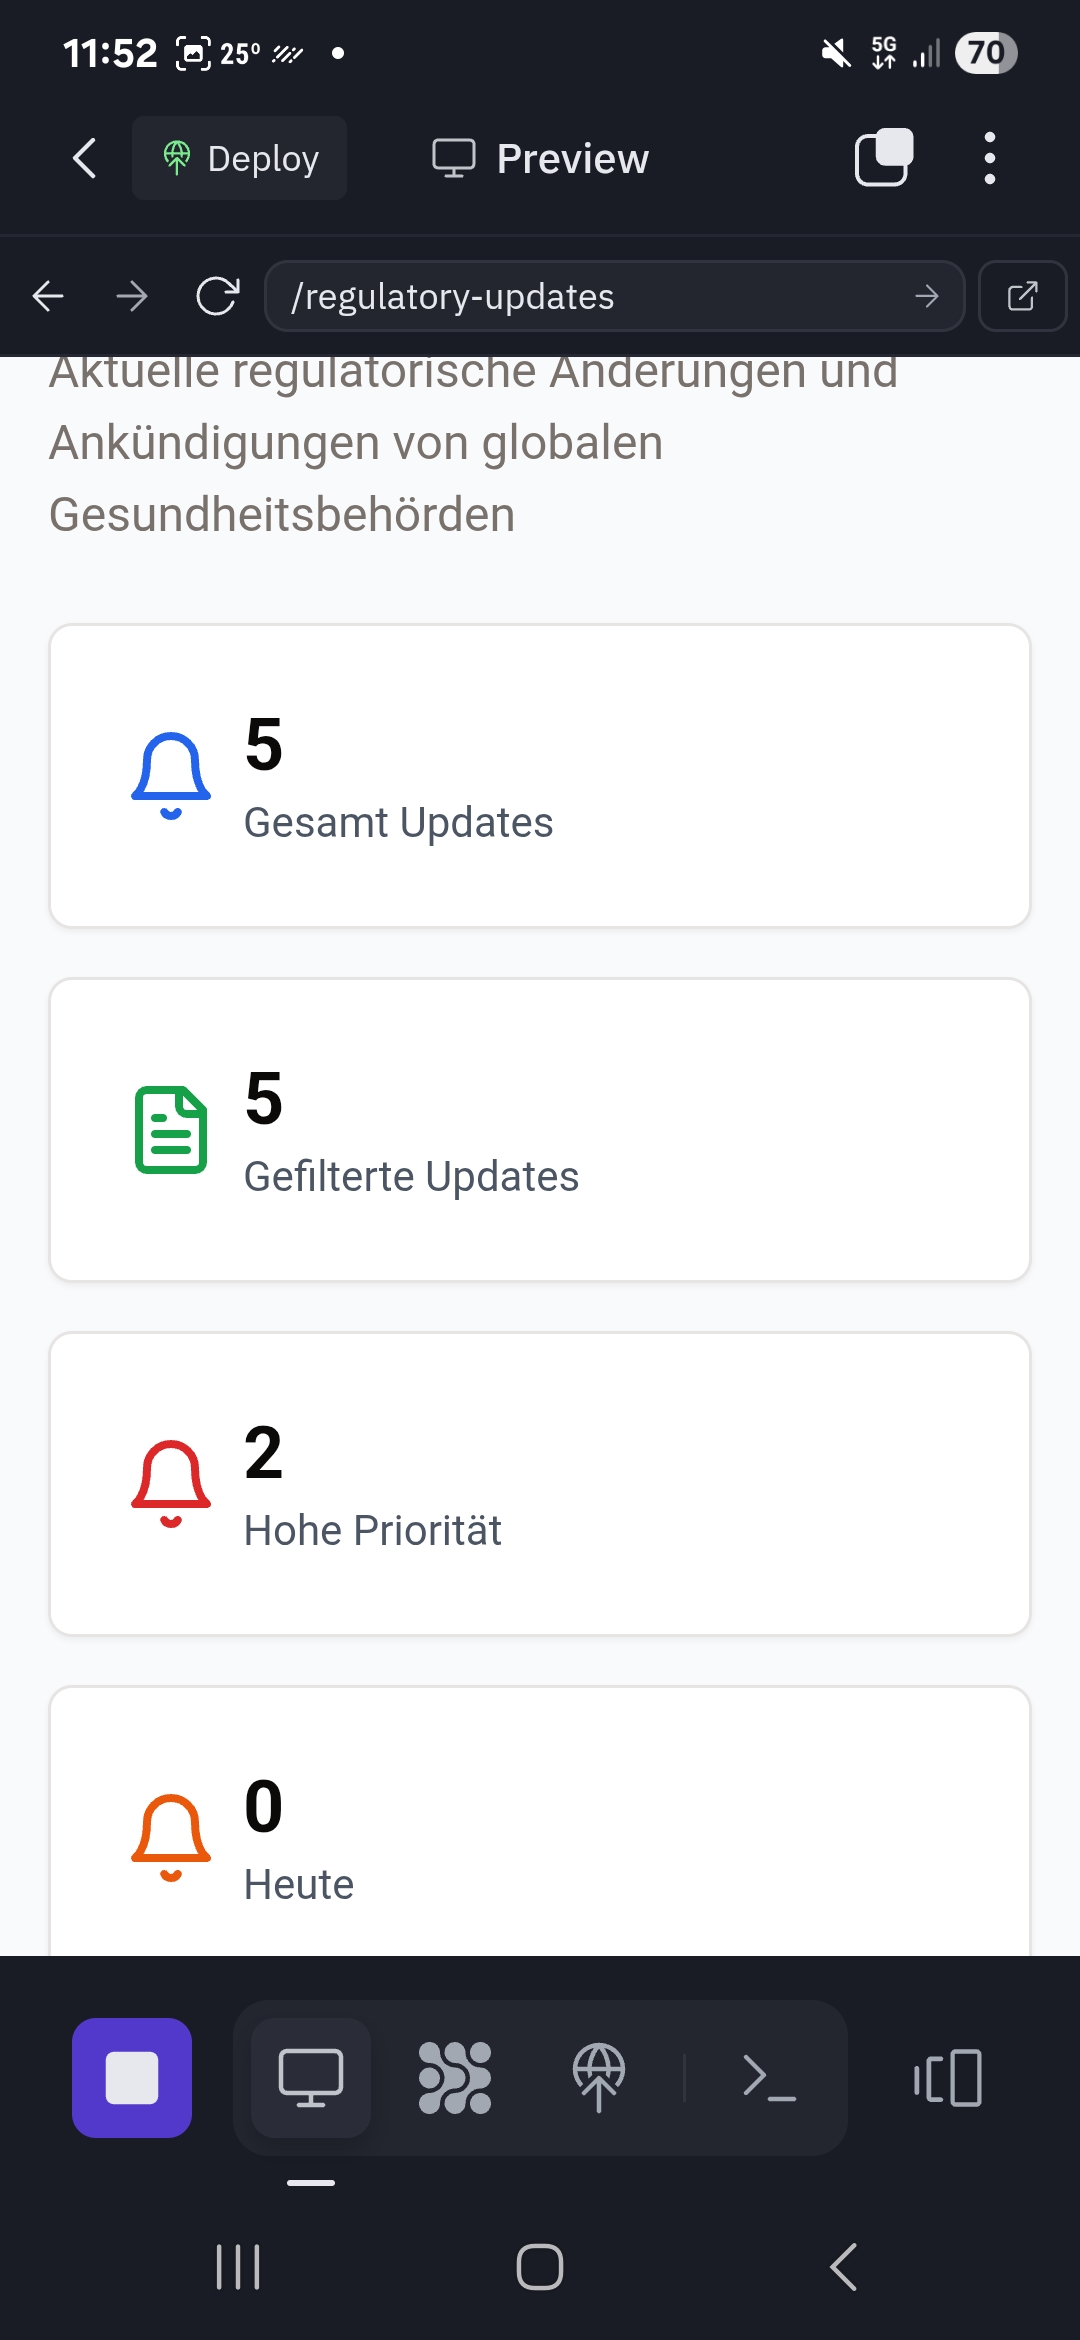 11:52 25° 5G 70
Deploy Preview
/regulatory-updates
Aktuelle regulatorische Änderungen und
Ankündigungen von globalen
Gesundheitsbehörden
5
Gesamt Updates
5
Gefilterte Updates
2
Hohe Priorität
0
Heute